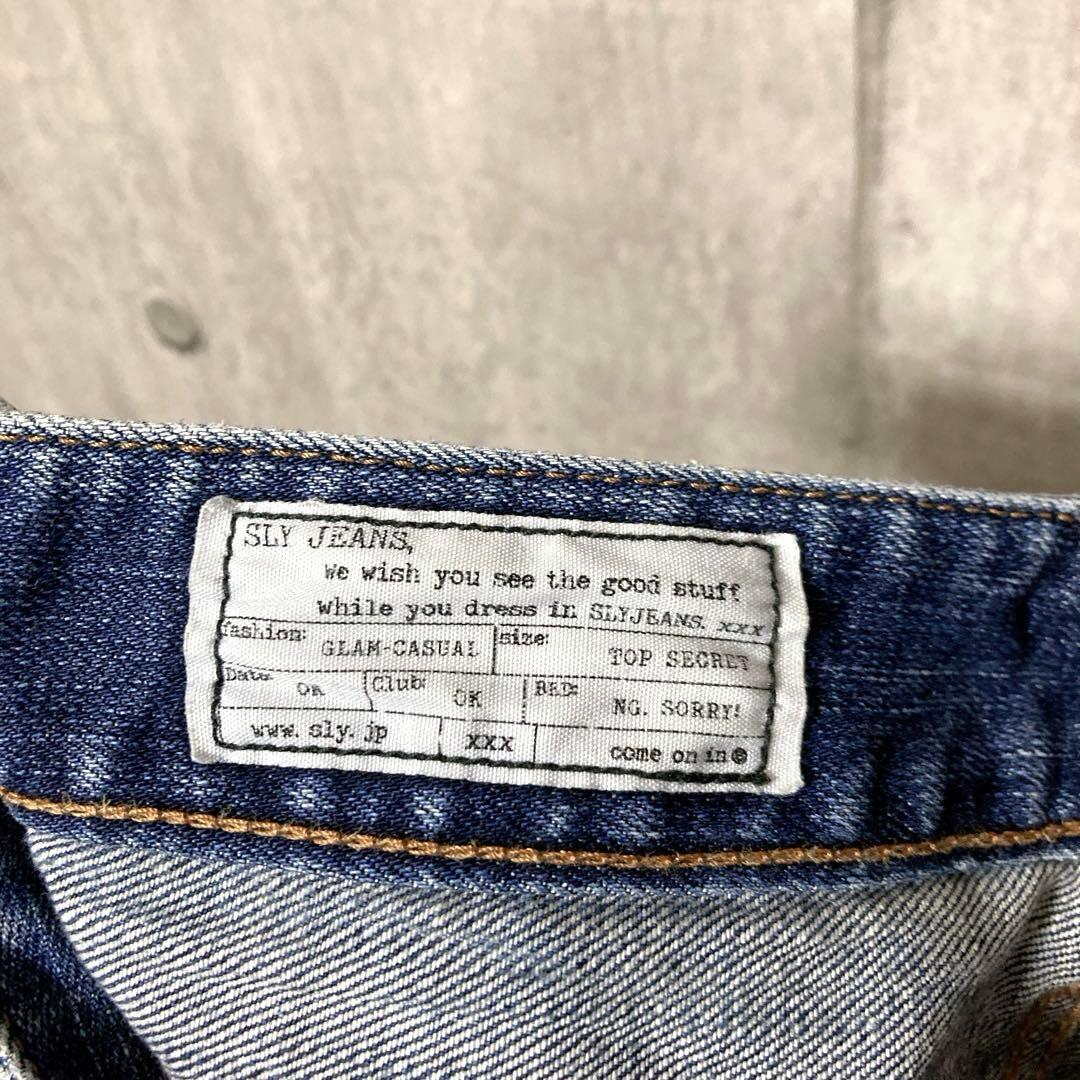 SLY JEANS,
We wish you see the good stuff
while you dress in SLYJEANS. xxx
fashion: GLAM-CASUAL size: TOP SECRET
Date: OK Club: OK BED: NG. SORRY!
www.sly.jp XXX come on in☻